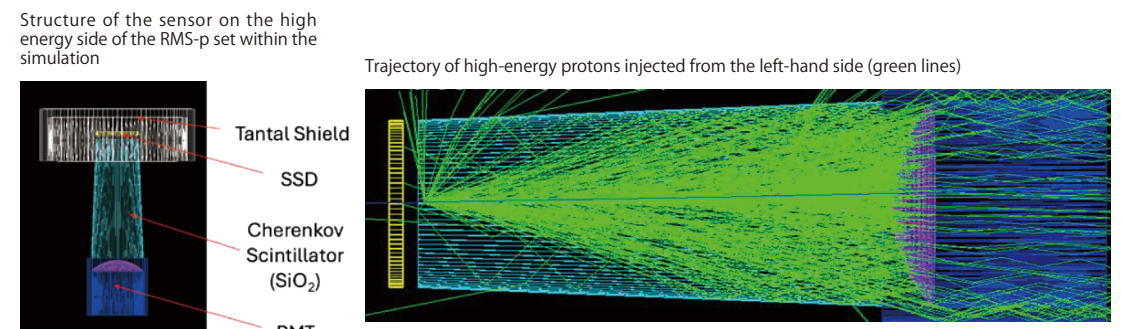 Structure of the sensor on the high
energy side of the RMS-p set within the
simulation
Trajectory of high-energy protons injected from the left-hand side (green lines)
Tantal Shield
SSD
Cherenkov
Scintillator
(SiO₂)
PMT